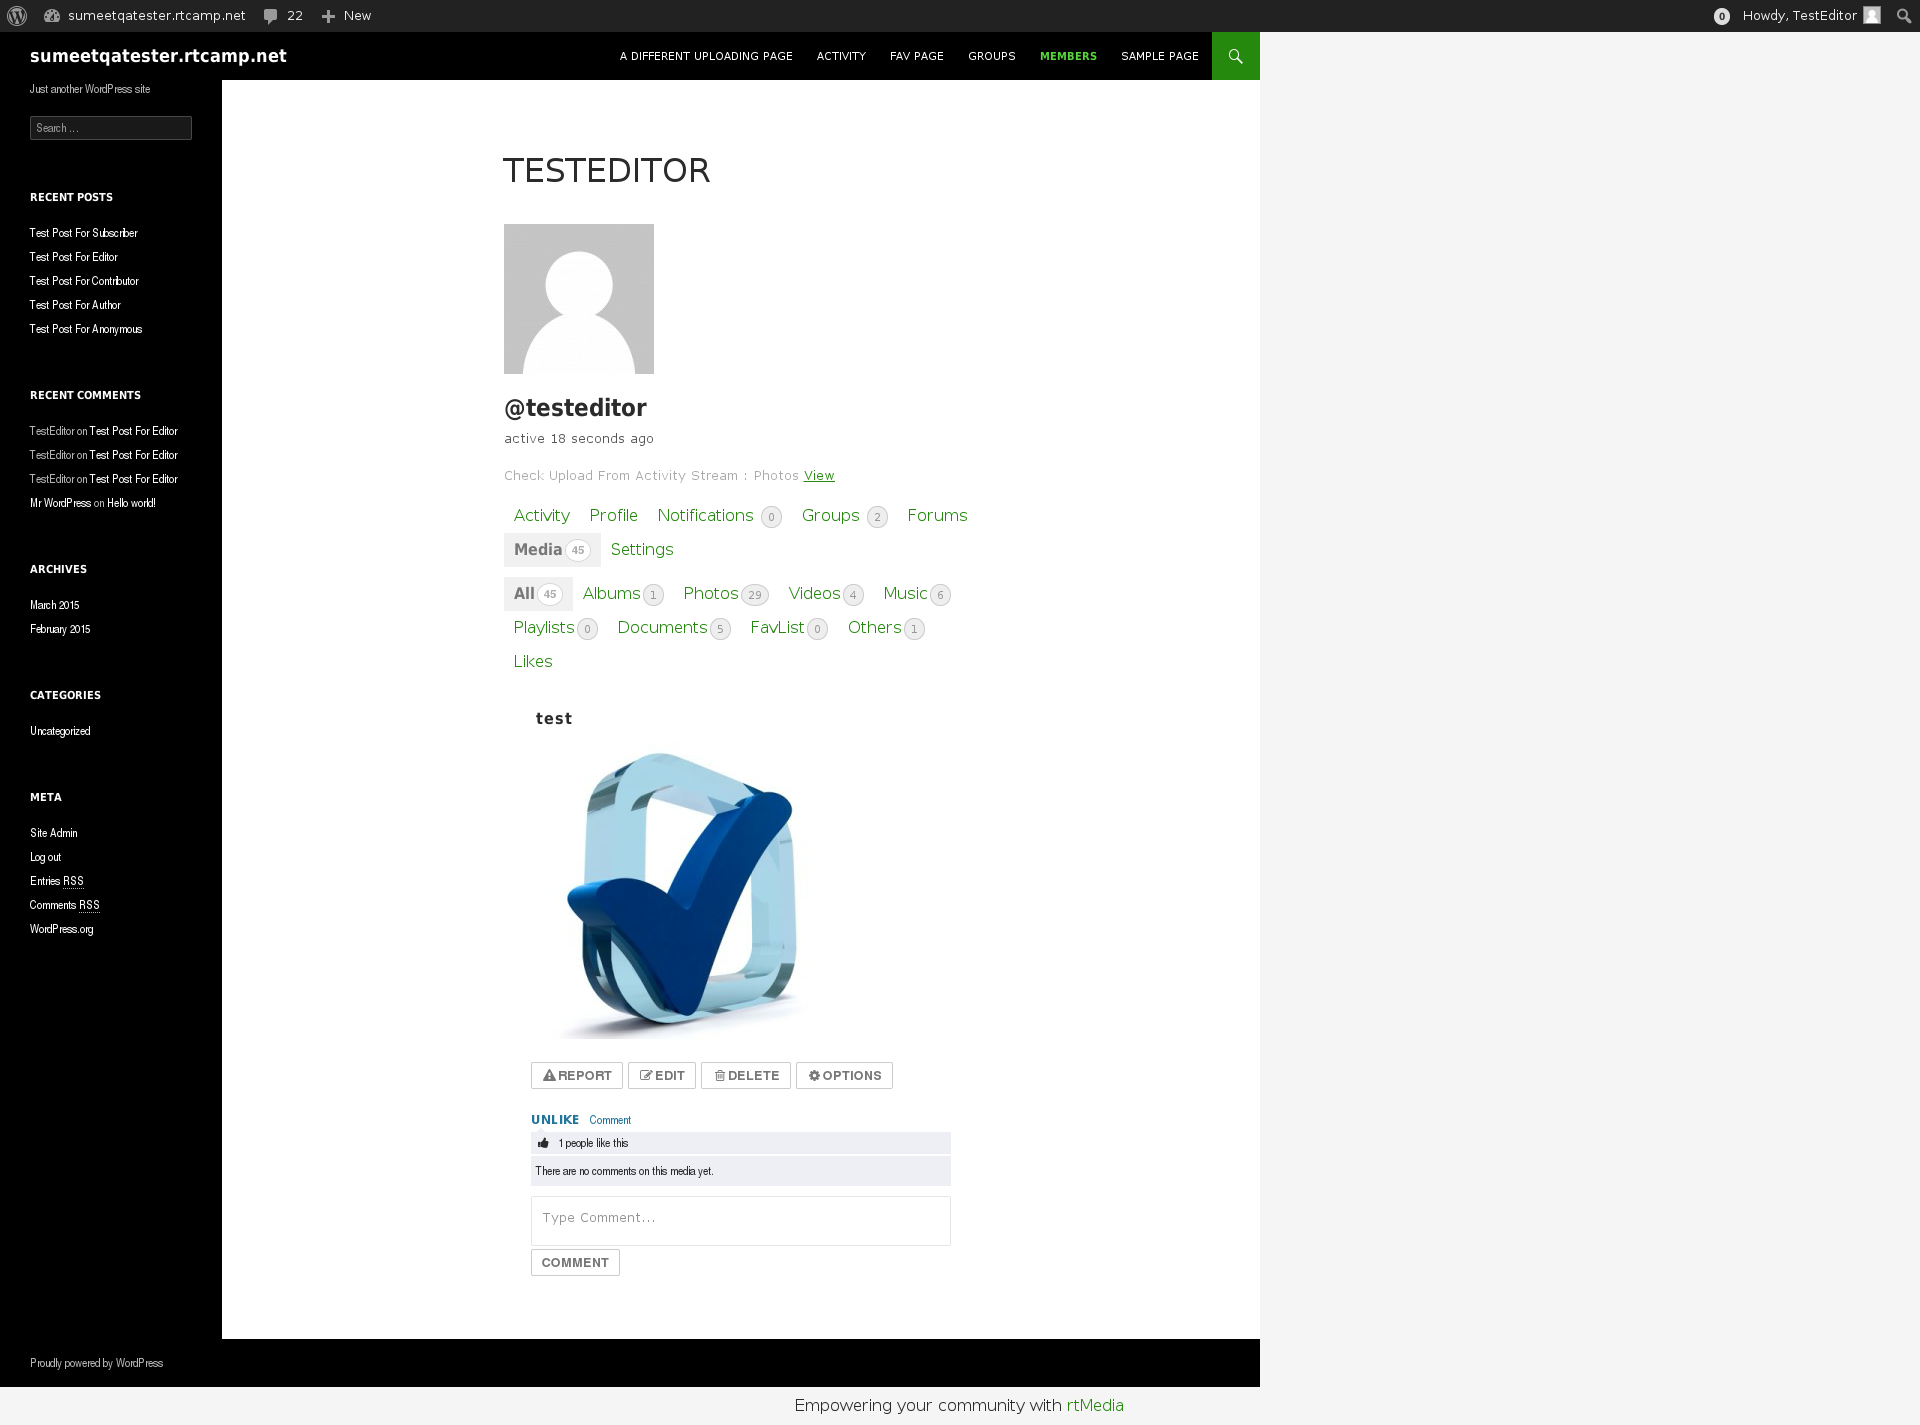 sumeetqatester.rtcamp.net 22 New 0 Howdy, TestEditor
sumeetqatester.rtcamp.net
A DIFFERENT UPLOADING PAGE ACTIVITY FAV PAGE GROUPS MEMBERS SAMPLE PAGE
Just another WordPress site
Search ...
RECENT POSTS
Test Post For Subscriber
Test Post For Editor
Test Post For Contributor
Test Post For Author
Test Post For Anonymous
RECENT COMMENTS
TestEditor on Test Post For Editor
TestEditor on Test Post For Editor
TestEditor on Test Post For Editor
Mr WordPress on Hello world!
ARCHIVES
March 2015
February 2015
CATEGORIES
Uncategorized
META
Site Admin
Log out
Entries RSS
Comments RSS
WordPress.org
TESTEDITOR
@testeditor
active 18 seconds ago
Check Upload From Activity Stream : Photos View
Activity Profile Notifications 0 Groups 2 Forums
Media 45 Settings
All 45 Albums 1 Photos 29 Videos 4 Music 6
Playlists 0 Documents 5 FavList 0 Others 1
Likes
test
REPORT EDIT DELETE OPTIONS
UNLIKE Comment
1 people like this
There are no comments on this media yet.
Type Comment...
COMMENT
Proudly powered by WordPress
Empowering your community with rtMedia